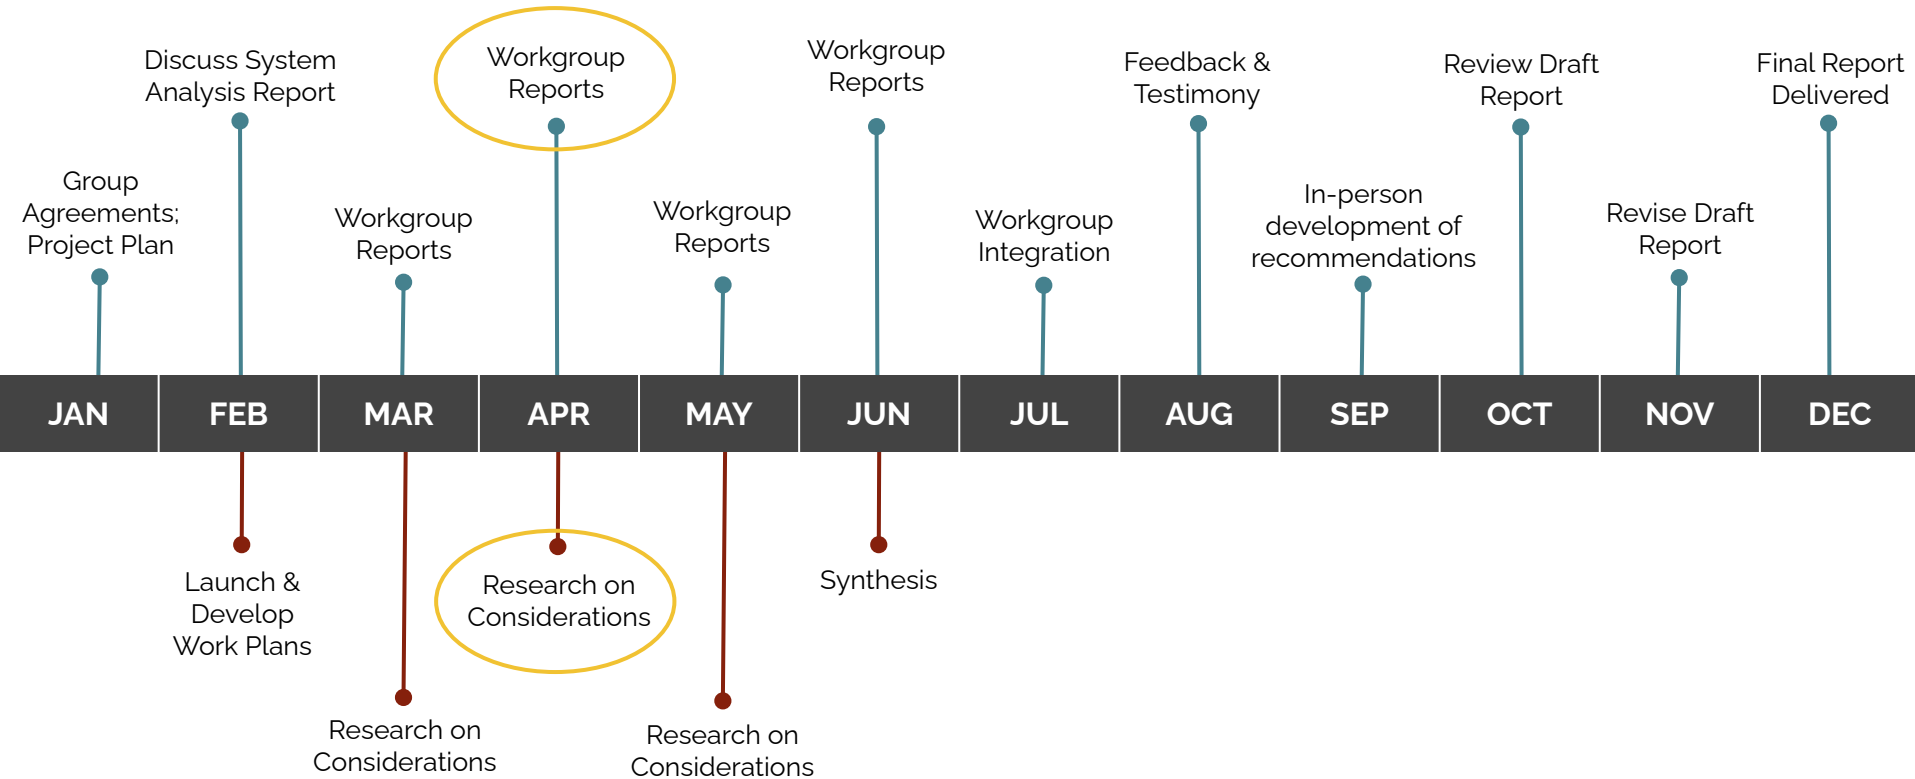 Discuss System
Analysis Report
Workgroup
Reports
Workgroup
Reports
Feedback &
Testimony
Review Draft
Report
Final Report
Delivered
Group
Agreements;
Project Plan
Workgroup
Reports
Workgroup
Reports
Workgroup
Integration
In-person
development of
recommendations
Revise Draft
Report
JAN
FEB
MAR
APR
MAY
JUN
JUL
AUG
SEP
OCT
NOV
DEC
Launch &
Develop
Work Plans
Research on
Considerations
Synthesis
Research on
Considerations
Research on
Considerations